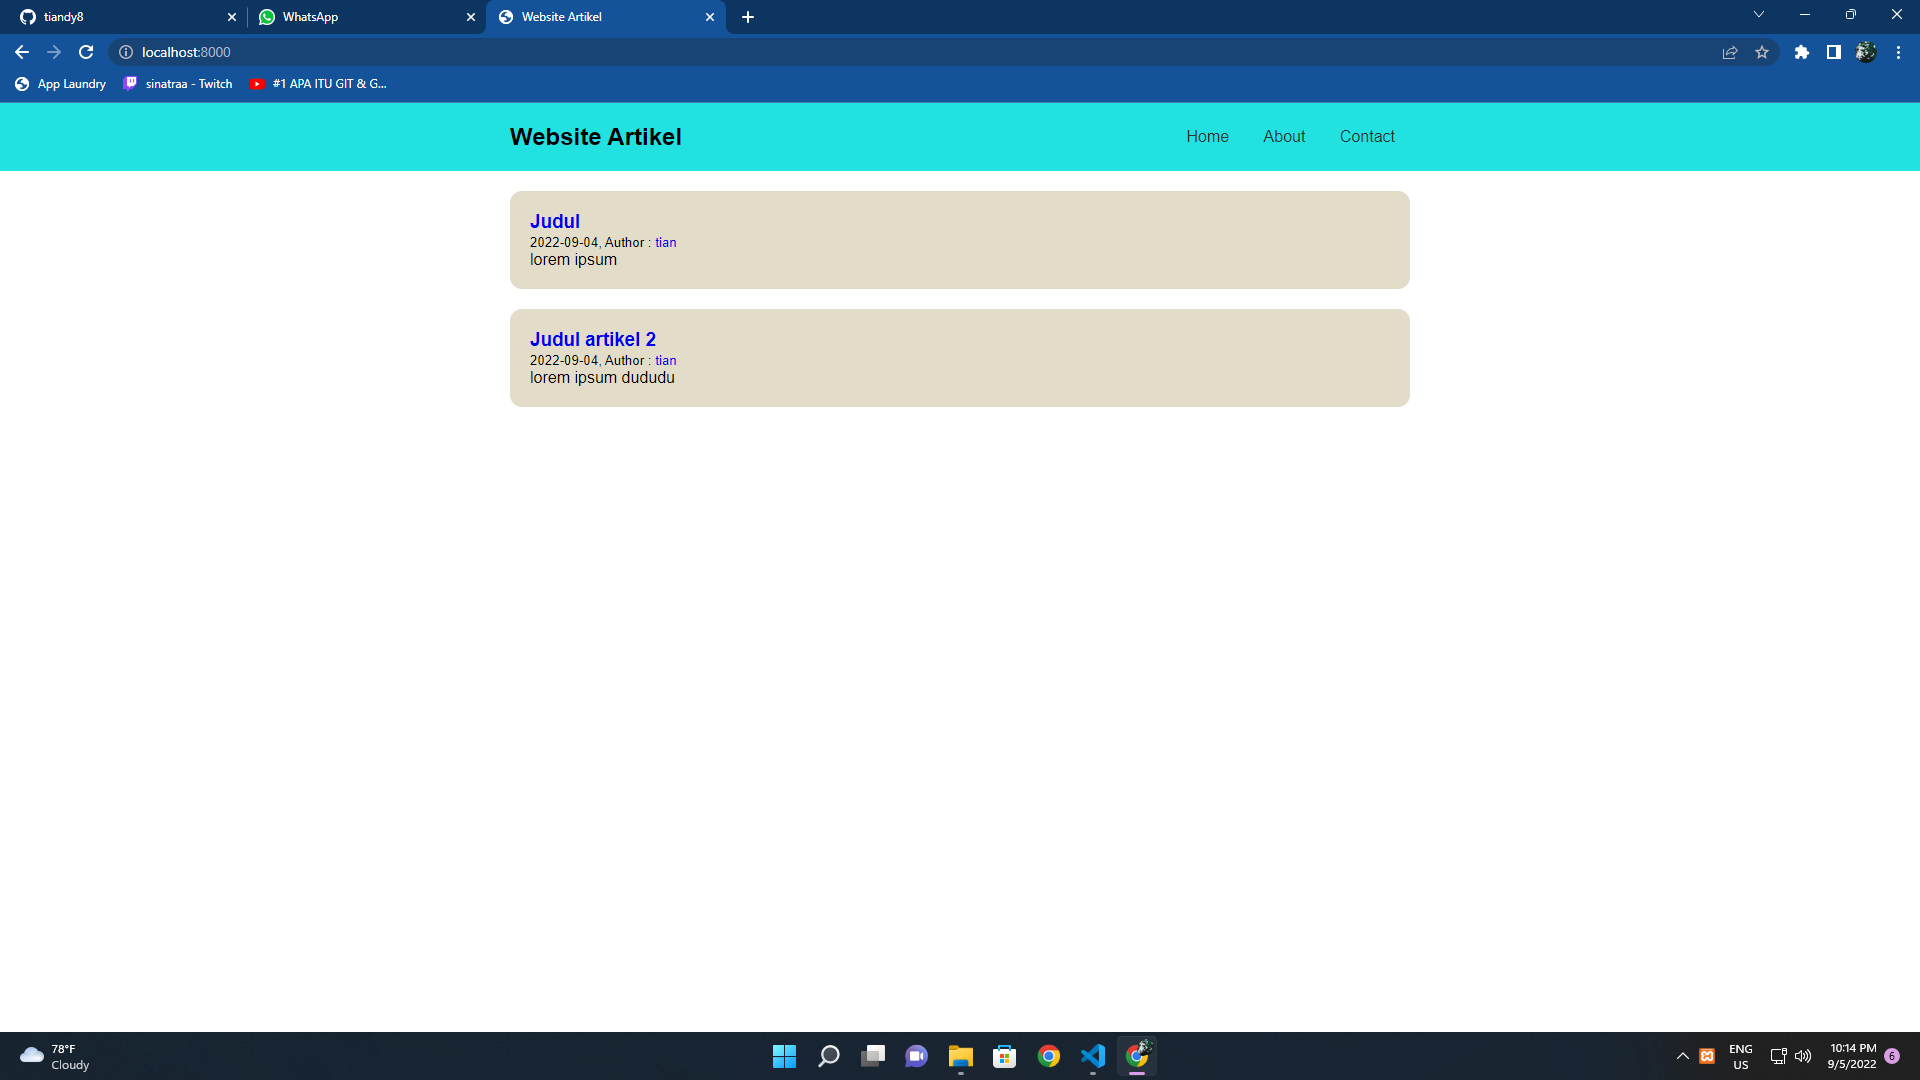 tiandy8
WhatsApp
Website Artikel
localhost:8000
App Laundry
sinatraa - Twitch
#1 APA ITU GIT & G...
Website Artikel
Home
About
Contact
Judul
2022-09-04, Author : tian
lorem ipsum
Judul artikel 2
2022-09-04, Author : tian
lorem ipsum dududu
78°F
Cloudy
ENG
US
10:14 PM
9/5/2022
6